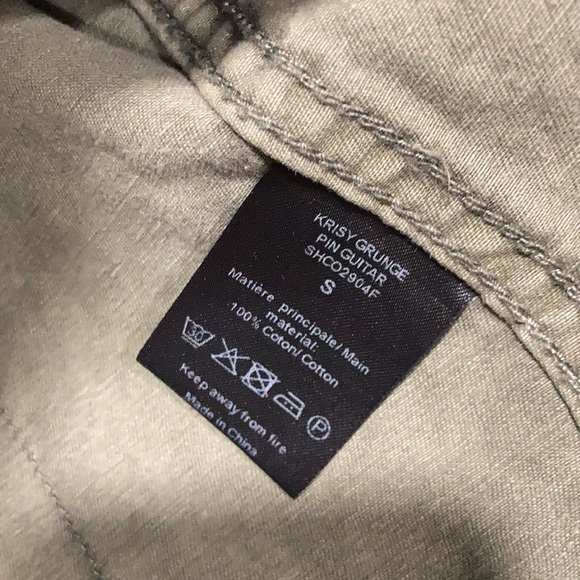 KRISY GRUNGE
PIN GUITAR
SHCO2904F
S
Matière principale/Main
material:
100% Coton/Cotton
30 P
Keep away from fire
Made in China